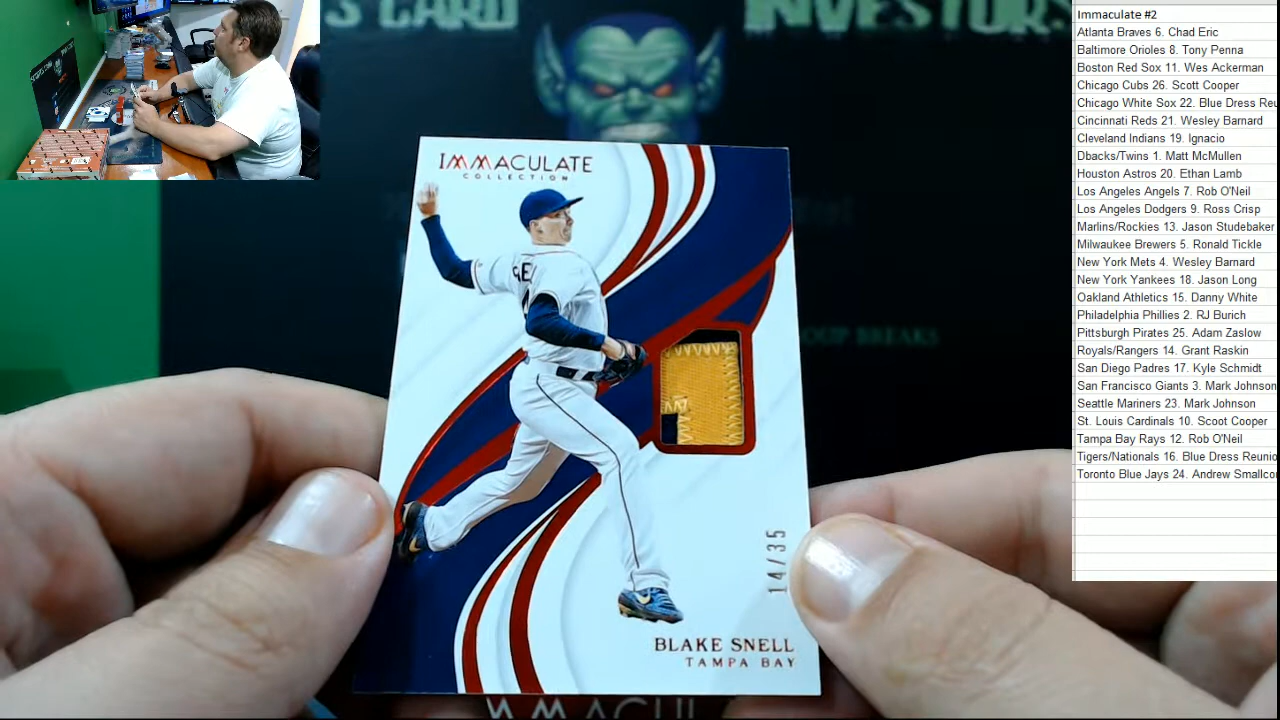 S CARD INVESTORS
IMMACULATE
COLLECTION
14/35
BLAKE SNELL
TAMPA BAY
OUP BREAKS
Immaculate #2
Atlanta Braves 6. Chad Eric
Baltimore Orioles 8. Tony Penna
Boston Red Sox 11. Wes Ackerman
Chicago Cubs 26. Scott Cooper
Chicago White Sox 22. Blue Dress Reu
Cincinnati Reds 21. Wesley Barnard
Cleveland Indians 19. Ignacio
Dbacks/Twins 1. Matt McMullen
Houston Astros 20. Ethan Lamb
Los Angeles Angels 7. Rob O'Neil
Los Angeles Dodgers 9. Ross Crisp
Marlins/Rockies 13. Jason Studebaker
Milwaukee Brewers 5. Ronald Tickle
New York Mets 4. Wesley Barnard
New York Yankees 18. Jason Long
Oakland Athletics 15. Danny White
Philadelphia Phillies 2. RJ Burich
Pittsburgh Pirates 25. Adam Zaslow
Royals/Rangers 14. Grant Raskin
San Diego Padres 17. Kyle Schmidt
San Francisco Giants 3. Mark Johnson
Seattle Mariners 23. Mark Johnson
St. Louis Cardinals 10. Scoot Cooper
Tampa Bay Rays 12. Rob O'Neil
Tigers/Nationals 16. Blue Dress Reunio
Toronto Blue Jays 24. Andrew Smallco